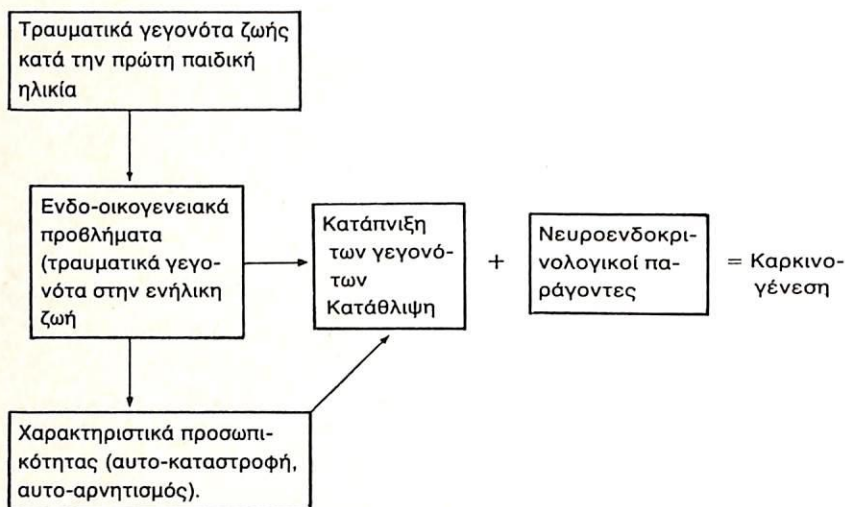 Τραυματικά γεγονότα ζωής
κατά την πρώτη παιδική
ηλικία
Ενδο-οικογενειακά
προβλήματα
(τραυματικά γεγο-
νότα στην ενήλικη
ζωή
Κατάπνιξη
των γεγονό-
των
Κατάθλιψη
+
Νευροενδοκρι-
νολογικοί πα-
ράγοντες
= Καρκινο-
γένεση
Χαρακτηριστικά προσωπι-
κότητας (αυτο-καταστροφή,
αυτο-αρνητισμός).